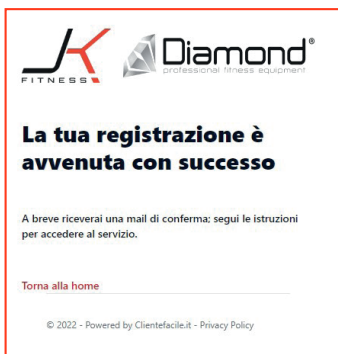 JK
FITNESS
Diamond®
professional fitness equipment
La tua registrazione è
avvenuta con successo
A breve riceverai una mail di conferma; segui le istruzioni
per accedere al servizio.
Torna alla home
© 2022 - Powered by Clientefacile.it - Privacy Policy